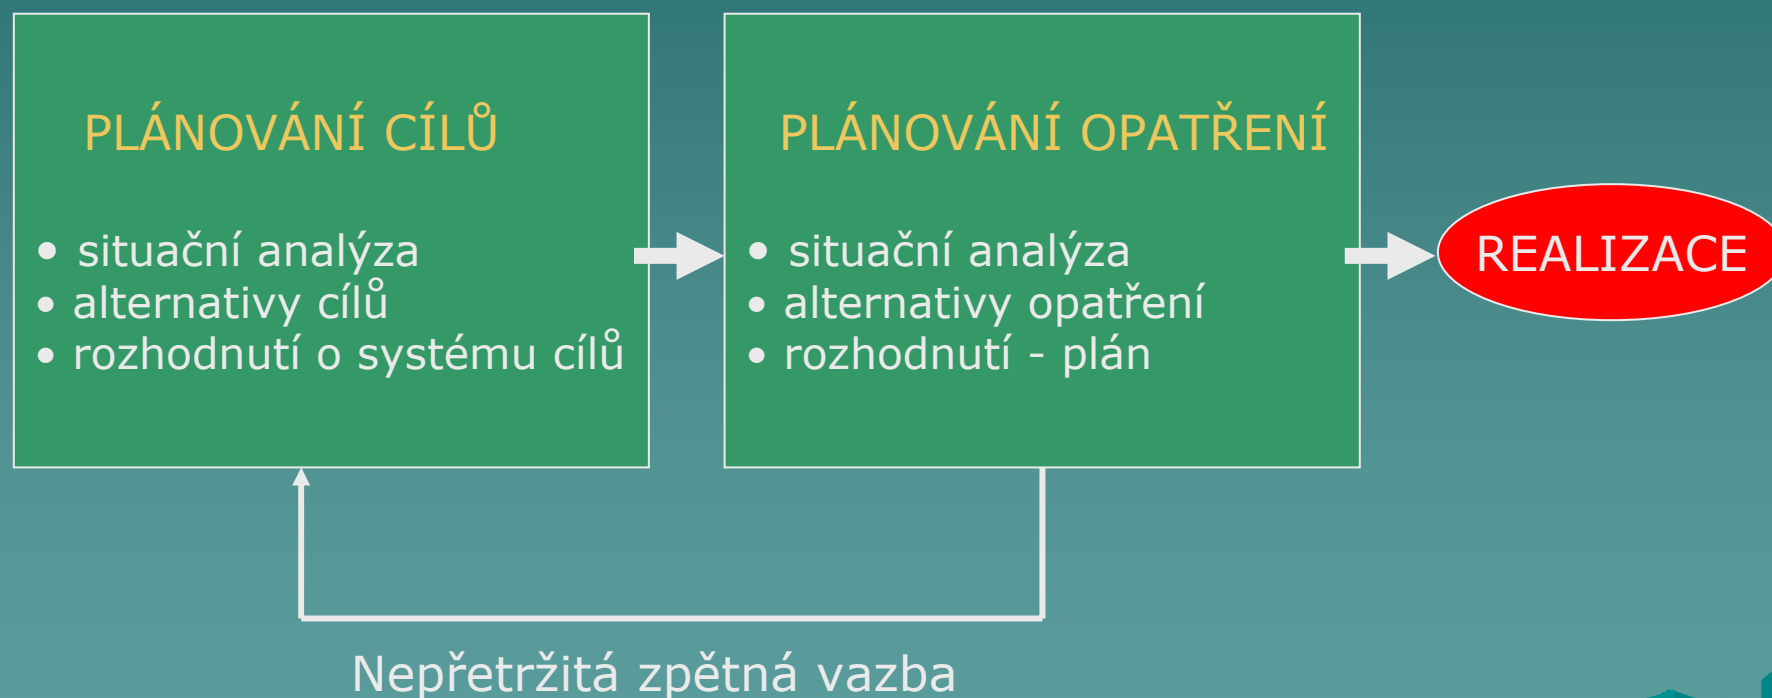 PLÁNOVÁNÍ CÍLŮ
• situační analýza
• alternativy cílů
• rozhodnutí o systému cílů
PLÁNOVÁNÍ OPATŘENÍ
• situační analýza
• alternativy opatření
• rozhodnutí - plán
REALIZACE
Nepřetržitá zpětná vazba